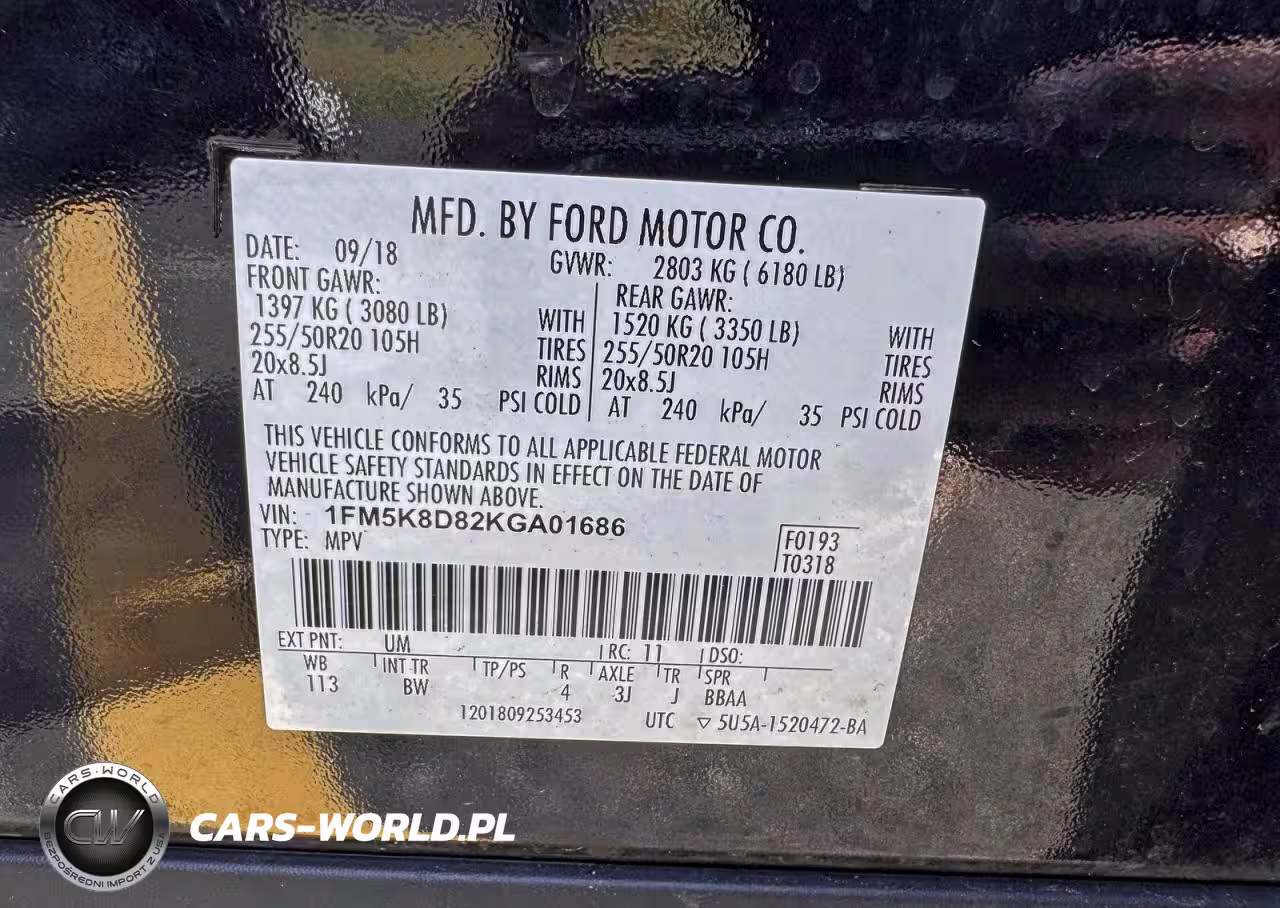 MFD. BY FORD MOTOR CO.
DATE: 09/18 GVWR: 2803 KG ( 6180 LB)
FRONT GAWR: REAR GAWR:
1397 KG ( 3080 LB) WITH 1520 KG ( 3350 LB) WITH
255/50R20 105H TIRES 255/50R20 105H TIRES
20x8.5J RIMS 20x8.5J RIMS
AT 240 kPa/ 35 PSI COLD AT 240 kPa/ 35 PSI COLD
THIS VEHICLE CONFORMS TO ALL APPLICABLE FEDERAL MOTOR
VEHICLE SAFETY STANDARDS IN EFFECT ON THE DATE OF
MANUFACTURE SHOWN ABOVE.
VIN: 1FM5K8D82KGA01686
TYPE: MPV
F0193
T0318
EXT PNT: UM RC: 11 DSO:
WB INT TR TP/PS R AXLE TR SPR
113 BW 4 3J J BBAA
1201809253453 UTC ▽ 5U5A-1520472-BA
CARS-WORLD
CW
BEZPOŚREDNI IMPORT Z USA
CARS-WORLD.PL